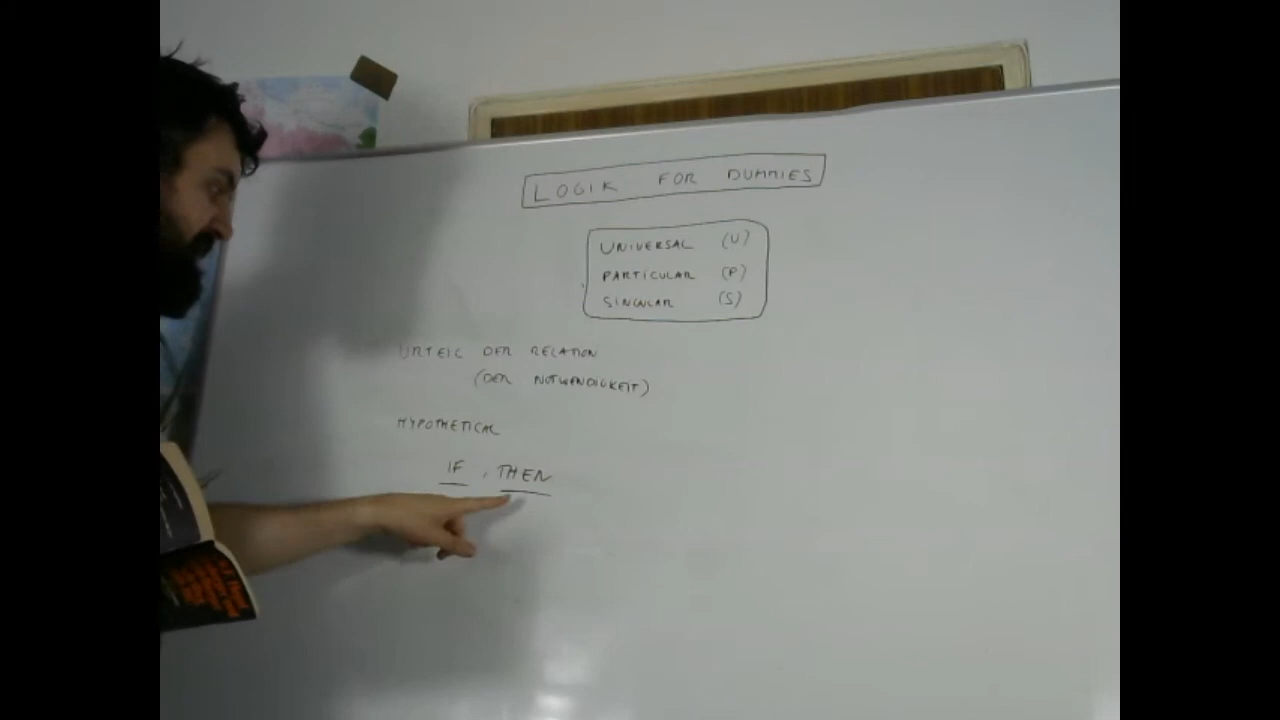 LOGIK FOR DUMMIES
UNIVERSAL (U)
PARTICULAR (P)
SINGULAR (S)
URTEIL DER RELATION
(DER NOTWENDIGKEIT)
HYPOTHETICAL
IF , THEN